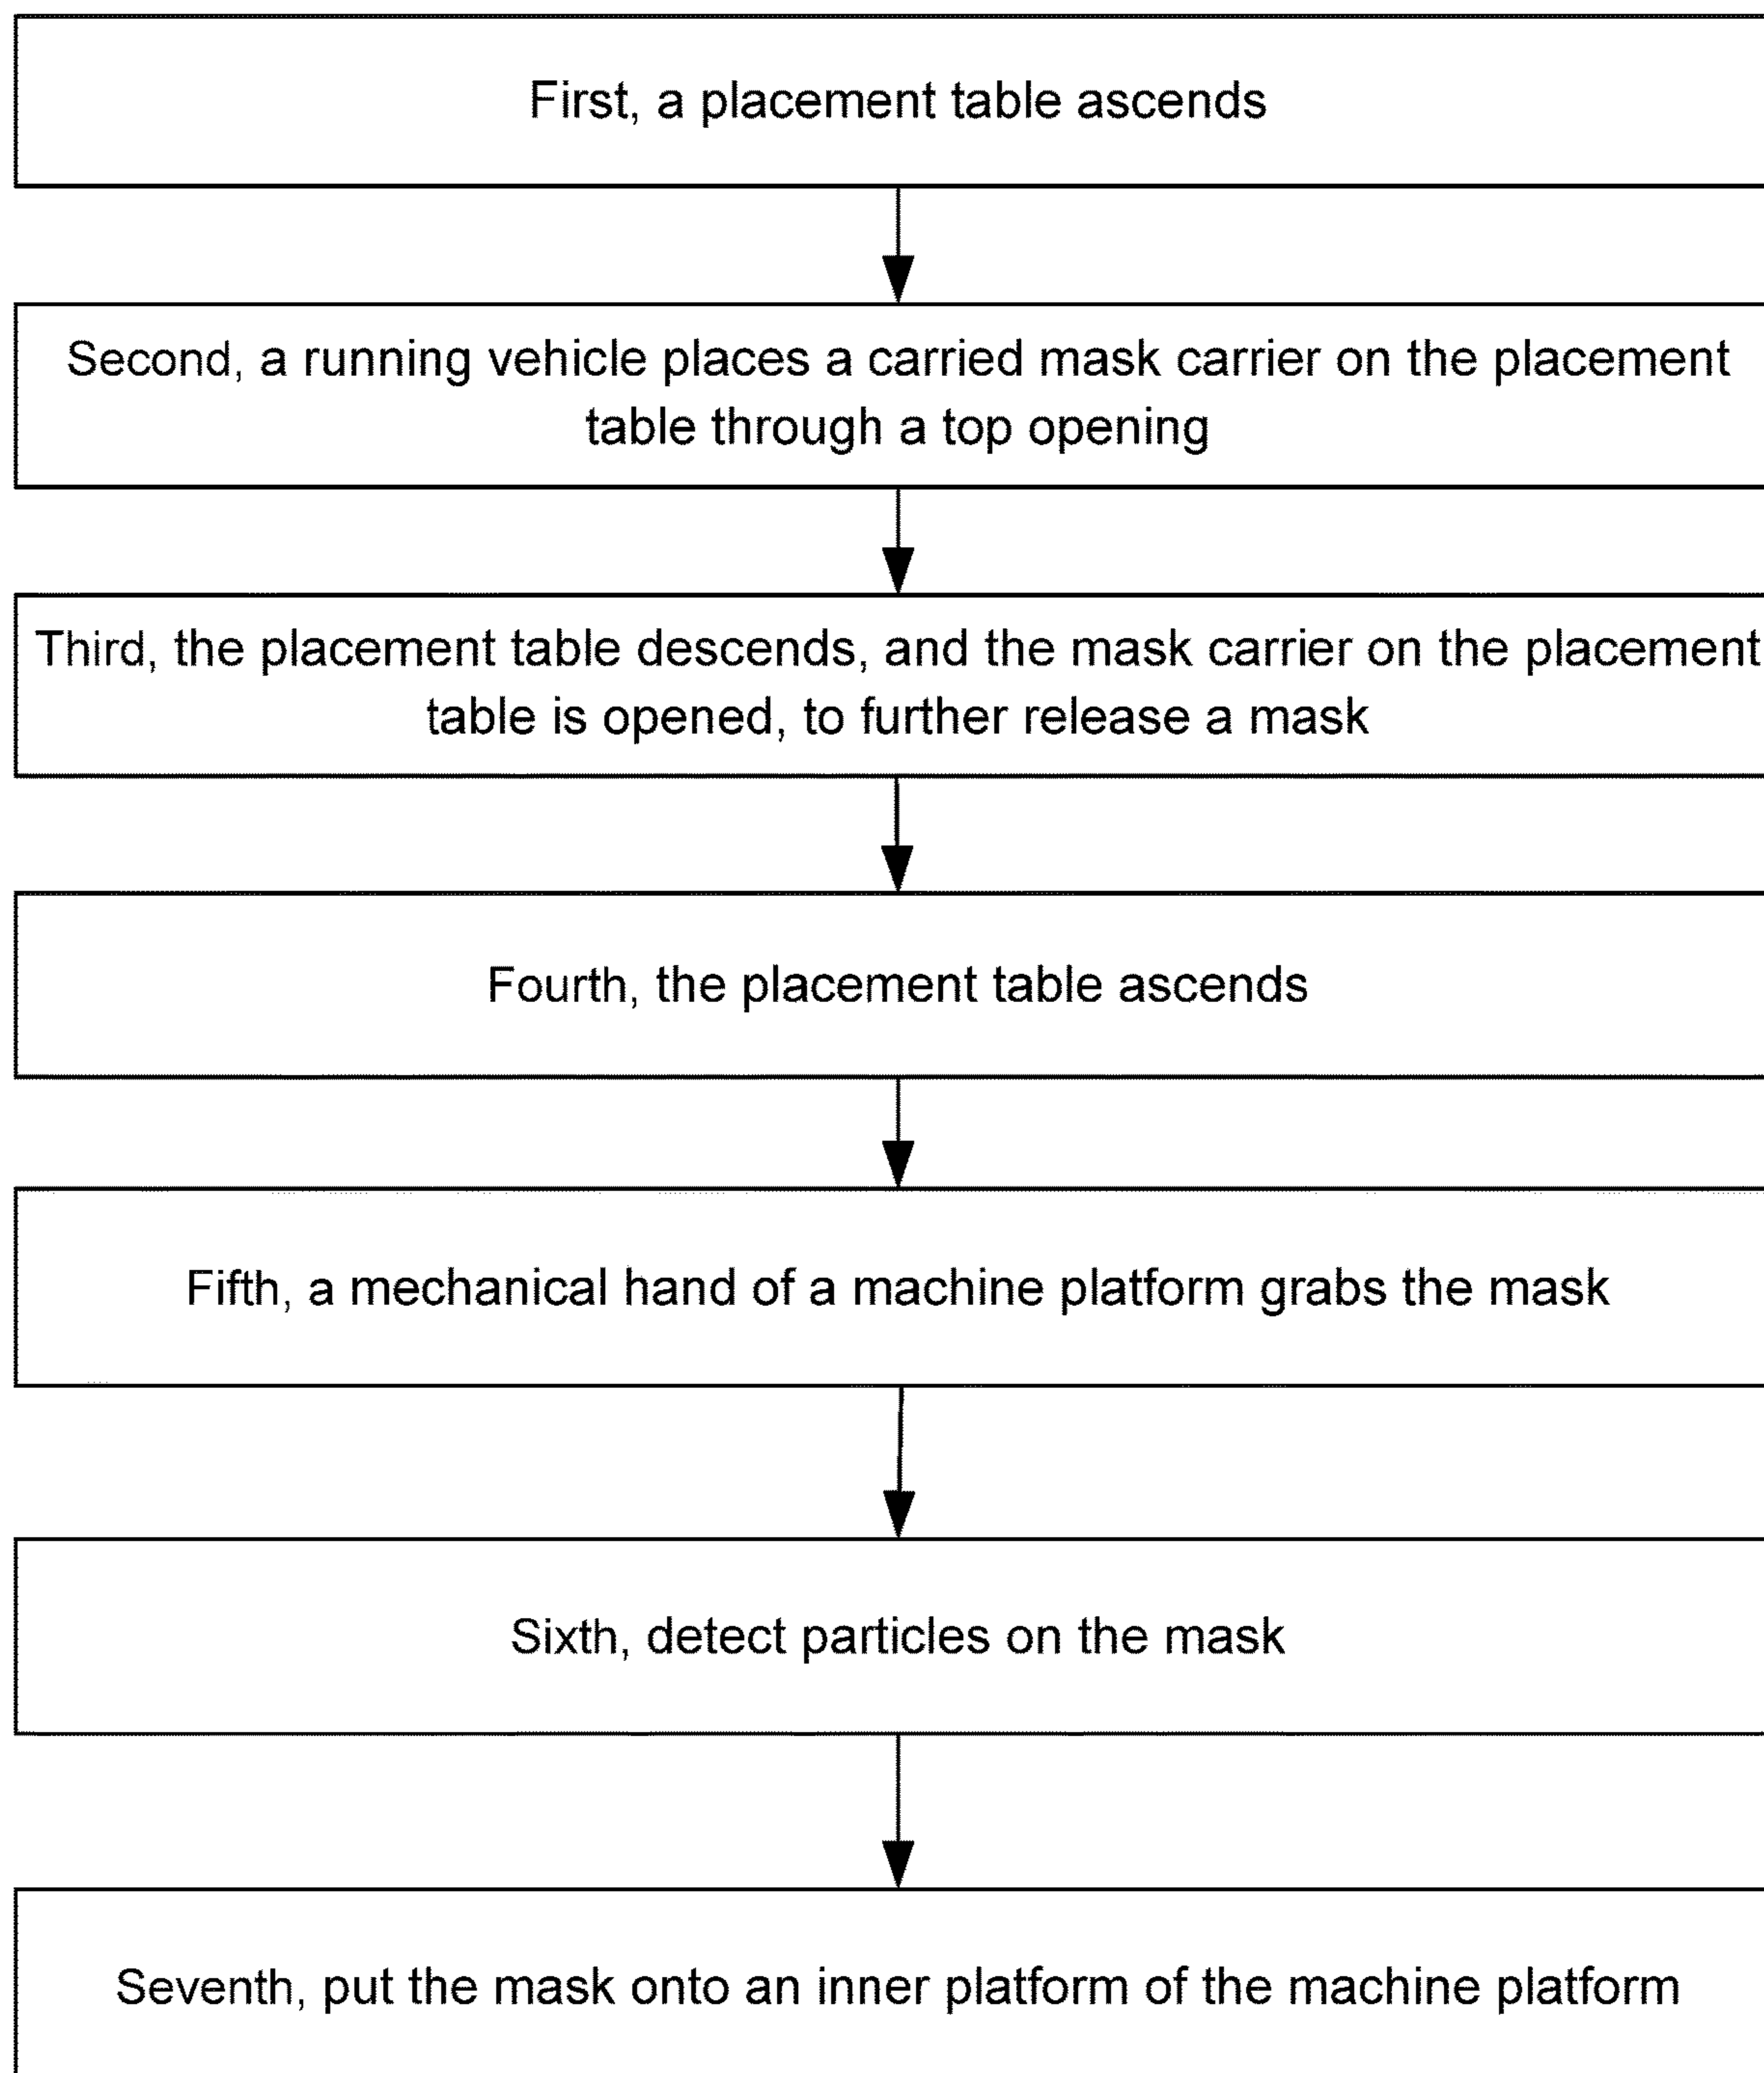 First, a placement table ascends
Second, a running vehicle places a carried mask carrier on the placement
table through a top opening
Third, the placement table descends, and the mask carrier on the placement
table is opened, to further release a mask
Fourth, the placement table ascends
Fifth, a mechanical hand of a machine platform grabs the mask
Sixth, detect particles on the mask
Seventh, put the mask onto an inner platform of the machine platform